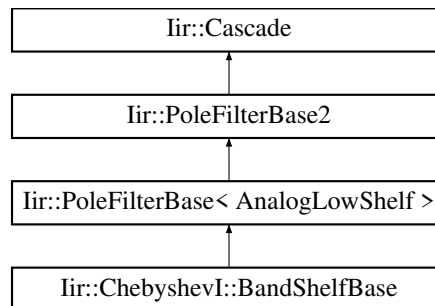 Iir::Cascade
Iir::PoleFilterBase2
Iir::PoleFilterBase< AnalogLowShelf >
Iir::ChebyshevI::BandShelfBase